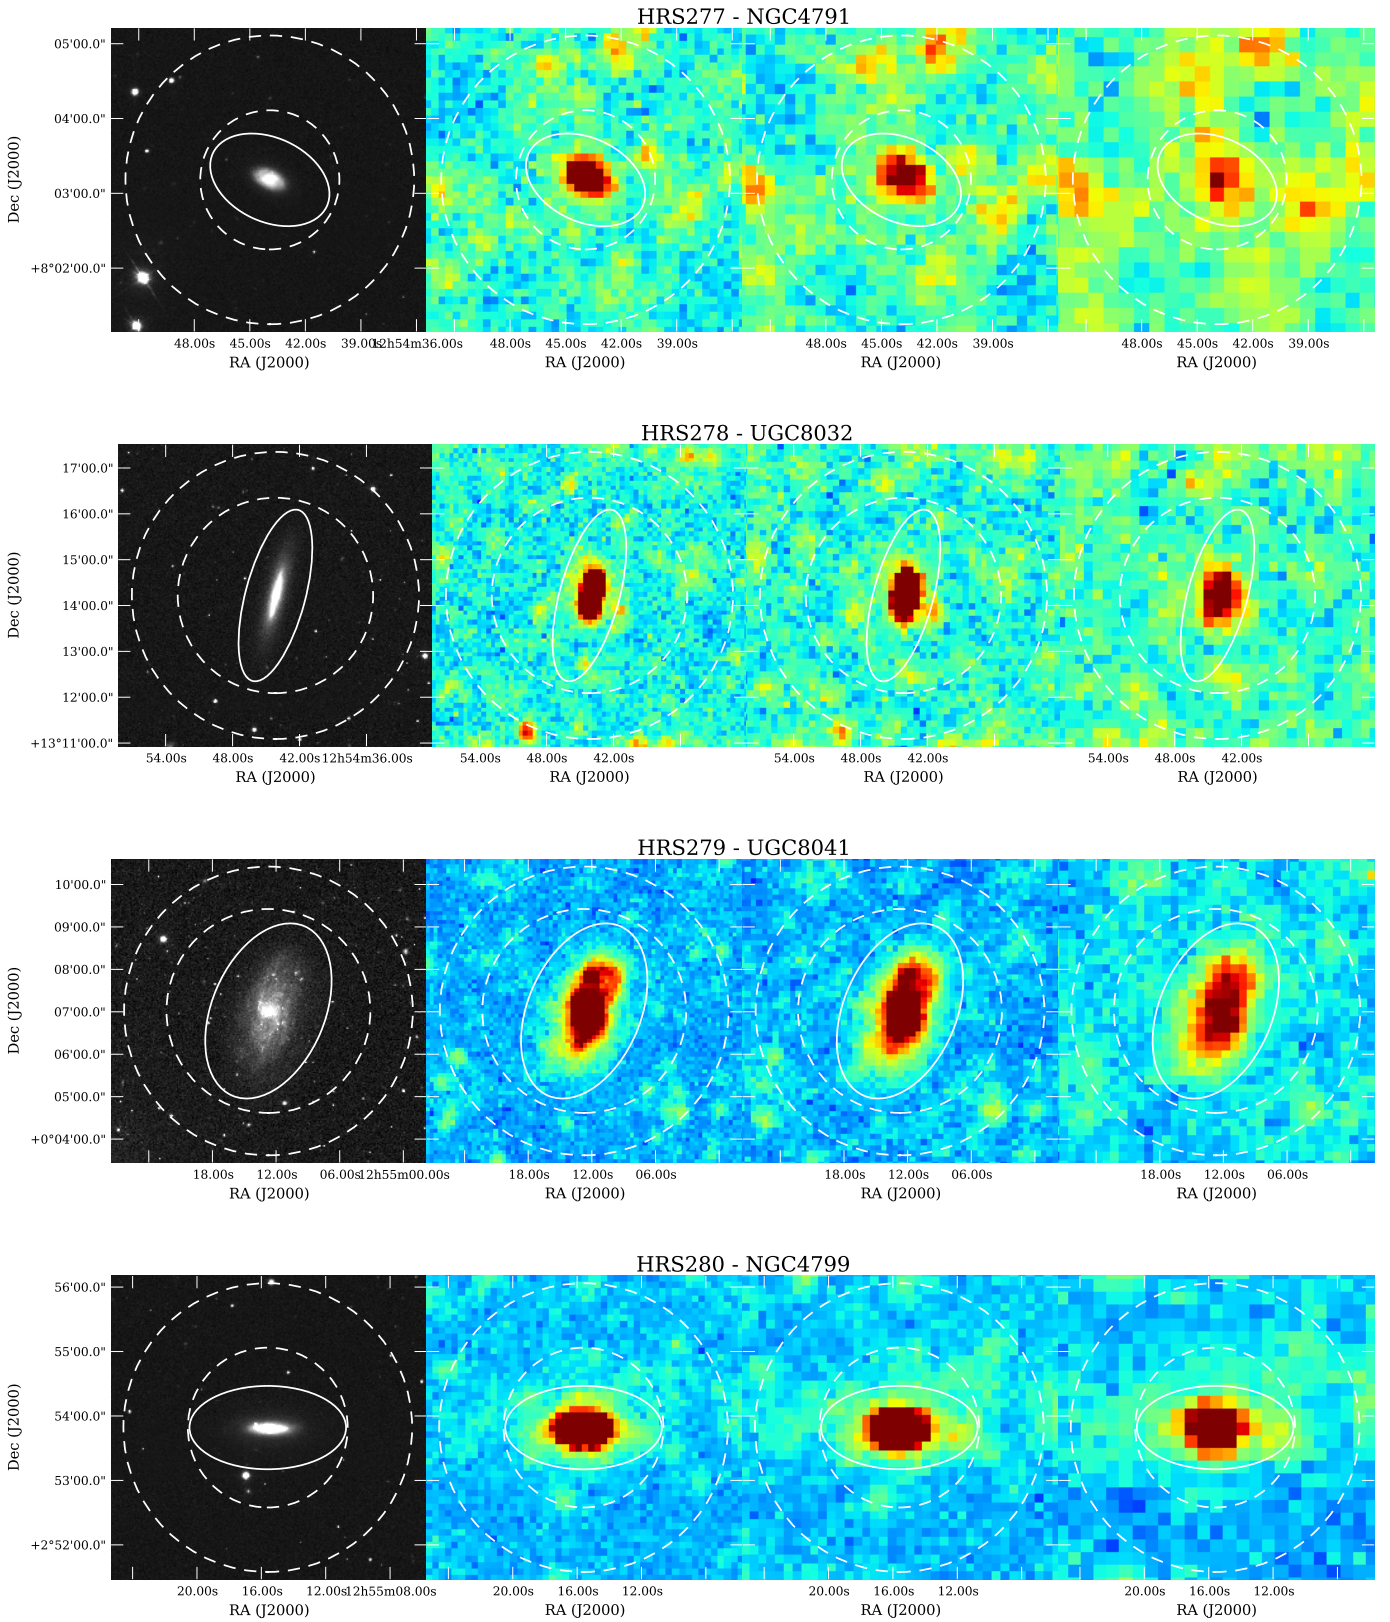 HRS277 - NGC4791
05'00.0"
04'00.0"
03'00.0"
+8°02'00.0"
Dec (J2000)
48.00s 45.00s 42.00s 39.00s 12h54m36.00s 48.00s 45.00s 42.00s 39.00s 48.00s 45.00s 42.00s 39.00s 48.00s 45.00s 42.00s 39.00s
RA (J2000) RA (J2000) RA (J2000) RA (J2000)
HRS278 - UGC8032
17'00.0"
16'00.0"
15'00.0"
14'00.0"
13'00.0"
12'00.0"
+13°11'00.0"
Dec (J2000)
54.00s 48.00s 42.00s 12h54m36.00s 54.00s 48.00s 42.00s 54.00s 48.00s 42.00s 54.00s 48.00s 42.00s
RA (J2000) RA (J2000) RA (J2000) RA (J2000)
HRS279 - UGC8041
10'00.0"
09'00.0"
08'00.0"
07'00.0"
06'00.0"
05'00.0"
+0°04'00.0"
Dec (J2000)
18.00s 12.00s 06.00s 12h55m00.00s 18.00s 12.00s 06.00s 18.00s 12.00s 06.00s 18.00s 12.00s 06.00s
RA (J2000) RA (J2000) RA (J2000) RA (J2000)
HRS280 - NGC4799
56'00.0"
55'00.0"
54'00.0"
53'00.0"
+2°52'00.0"
Dec (J2000)
20.00s 16.00s 12.00s 12h55m08.00s 20.00s 16.00s 12.00s 20.00s 16.00s 12.00s 20.00s 16.00s 12.00s
RA (J2000) RA (J2000) RA (J2000) RA (J2000)